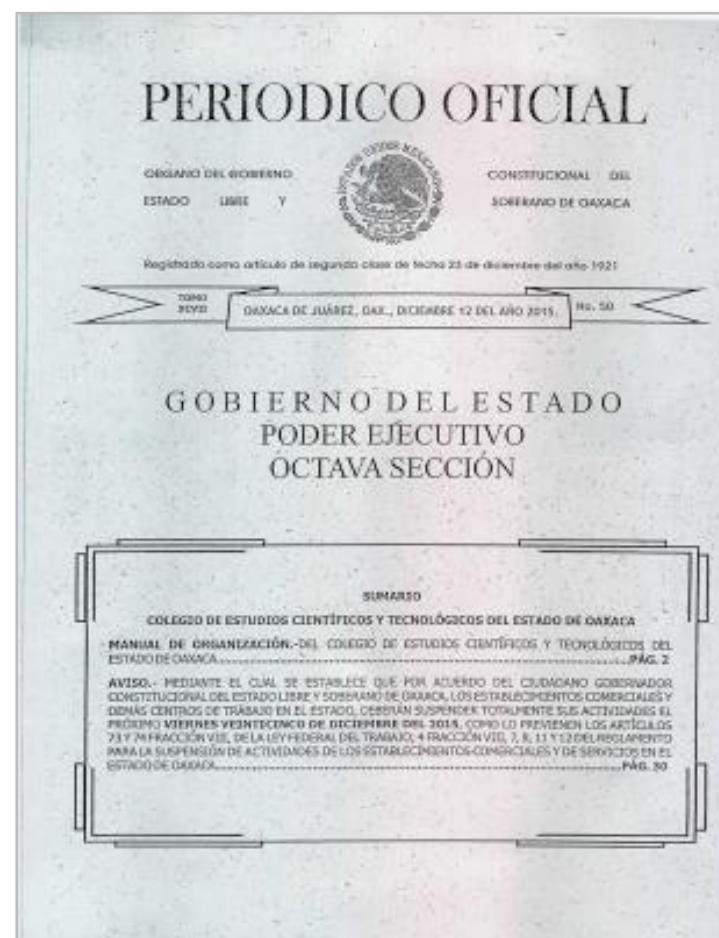 PERIODICO OFICIAL
ORGANO DEL GOBIERNO CONSTITUCIONAL DEL
ESTADO LIBRE Y SOBERANO DE OAXACA
ESTADOS UNIDOS MEXICANOS
Registrado como artículo de segunda clase de fecha 23 de diciembre del año 1921
TOMO
XCVII OAXACA DE JUÁREZ, OAX., DICIEMBRE 12 DEL AÑO 2015. No. 50
GOBIERNO DEL ESTADO
PODER EJECUTIVO
OCTAVA SECCIÓN
SUMARIO
COLEGIO DE ESTUDIOS CIENTÍFICOS Y TECNOLÓGICOS DEL ESTADO DE OAXACA
MANUAL DE ORGANIZACIÓN.-DEL COLEGIO DE ESTUDIOS CIENTÍFICOS Y TECNOLÓGICOS DEL
ESTADO DE OAXACA....PÁG. 2
AVISO.- MEDIANTE EL CUAL SE ESTABLECE QUE POR ACUERDO DEL CIUDADANO GOBERNADOR
CONSTITUCIONAL DEL ESTADO LIBRE Y SOBERANO DE OAXACA, LOS ESTABLECIMIENTOS COMERCIALES Y
DEMÁS CENTROS DE TRABAJO EN EL ESTADO, DEBERÁN SUSPENDER TOTALMENTE SUS ACTIVIDADES EL
PRÓXIMO VIERNES VEINTICINCO DE DICIEMBRE DEL 2015, COMO LO PREVIENEN LOS ARTÍCULOS
73 Y 74 FRACCIÓN VIII, DE LA LEY FEDERAL DEL TRABAJO; 4 FRACCIÓN VIII, 7, 8, 11 Y 12 DEL REGLAMENTO
PARA LA SUSPENSIÓN DE ACTIVIDADES DE LOS ESTABLECIMIENTOS COMERCIALES Y DE SERVICIOS EN EL
ESTADO DE OAXACA....PÁG. 30